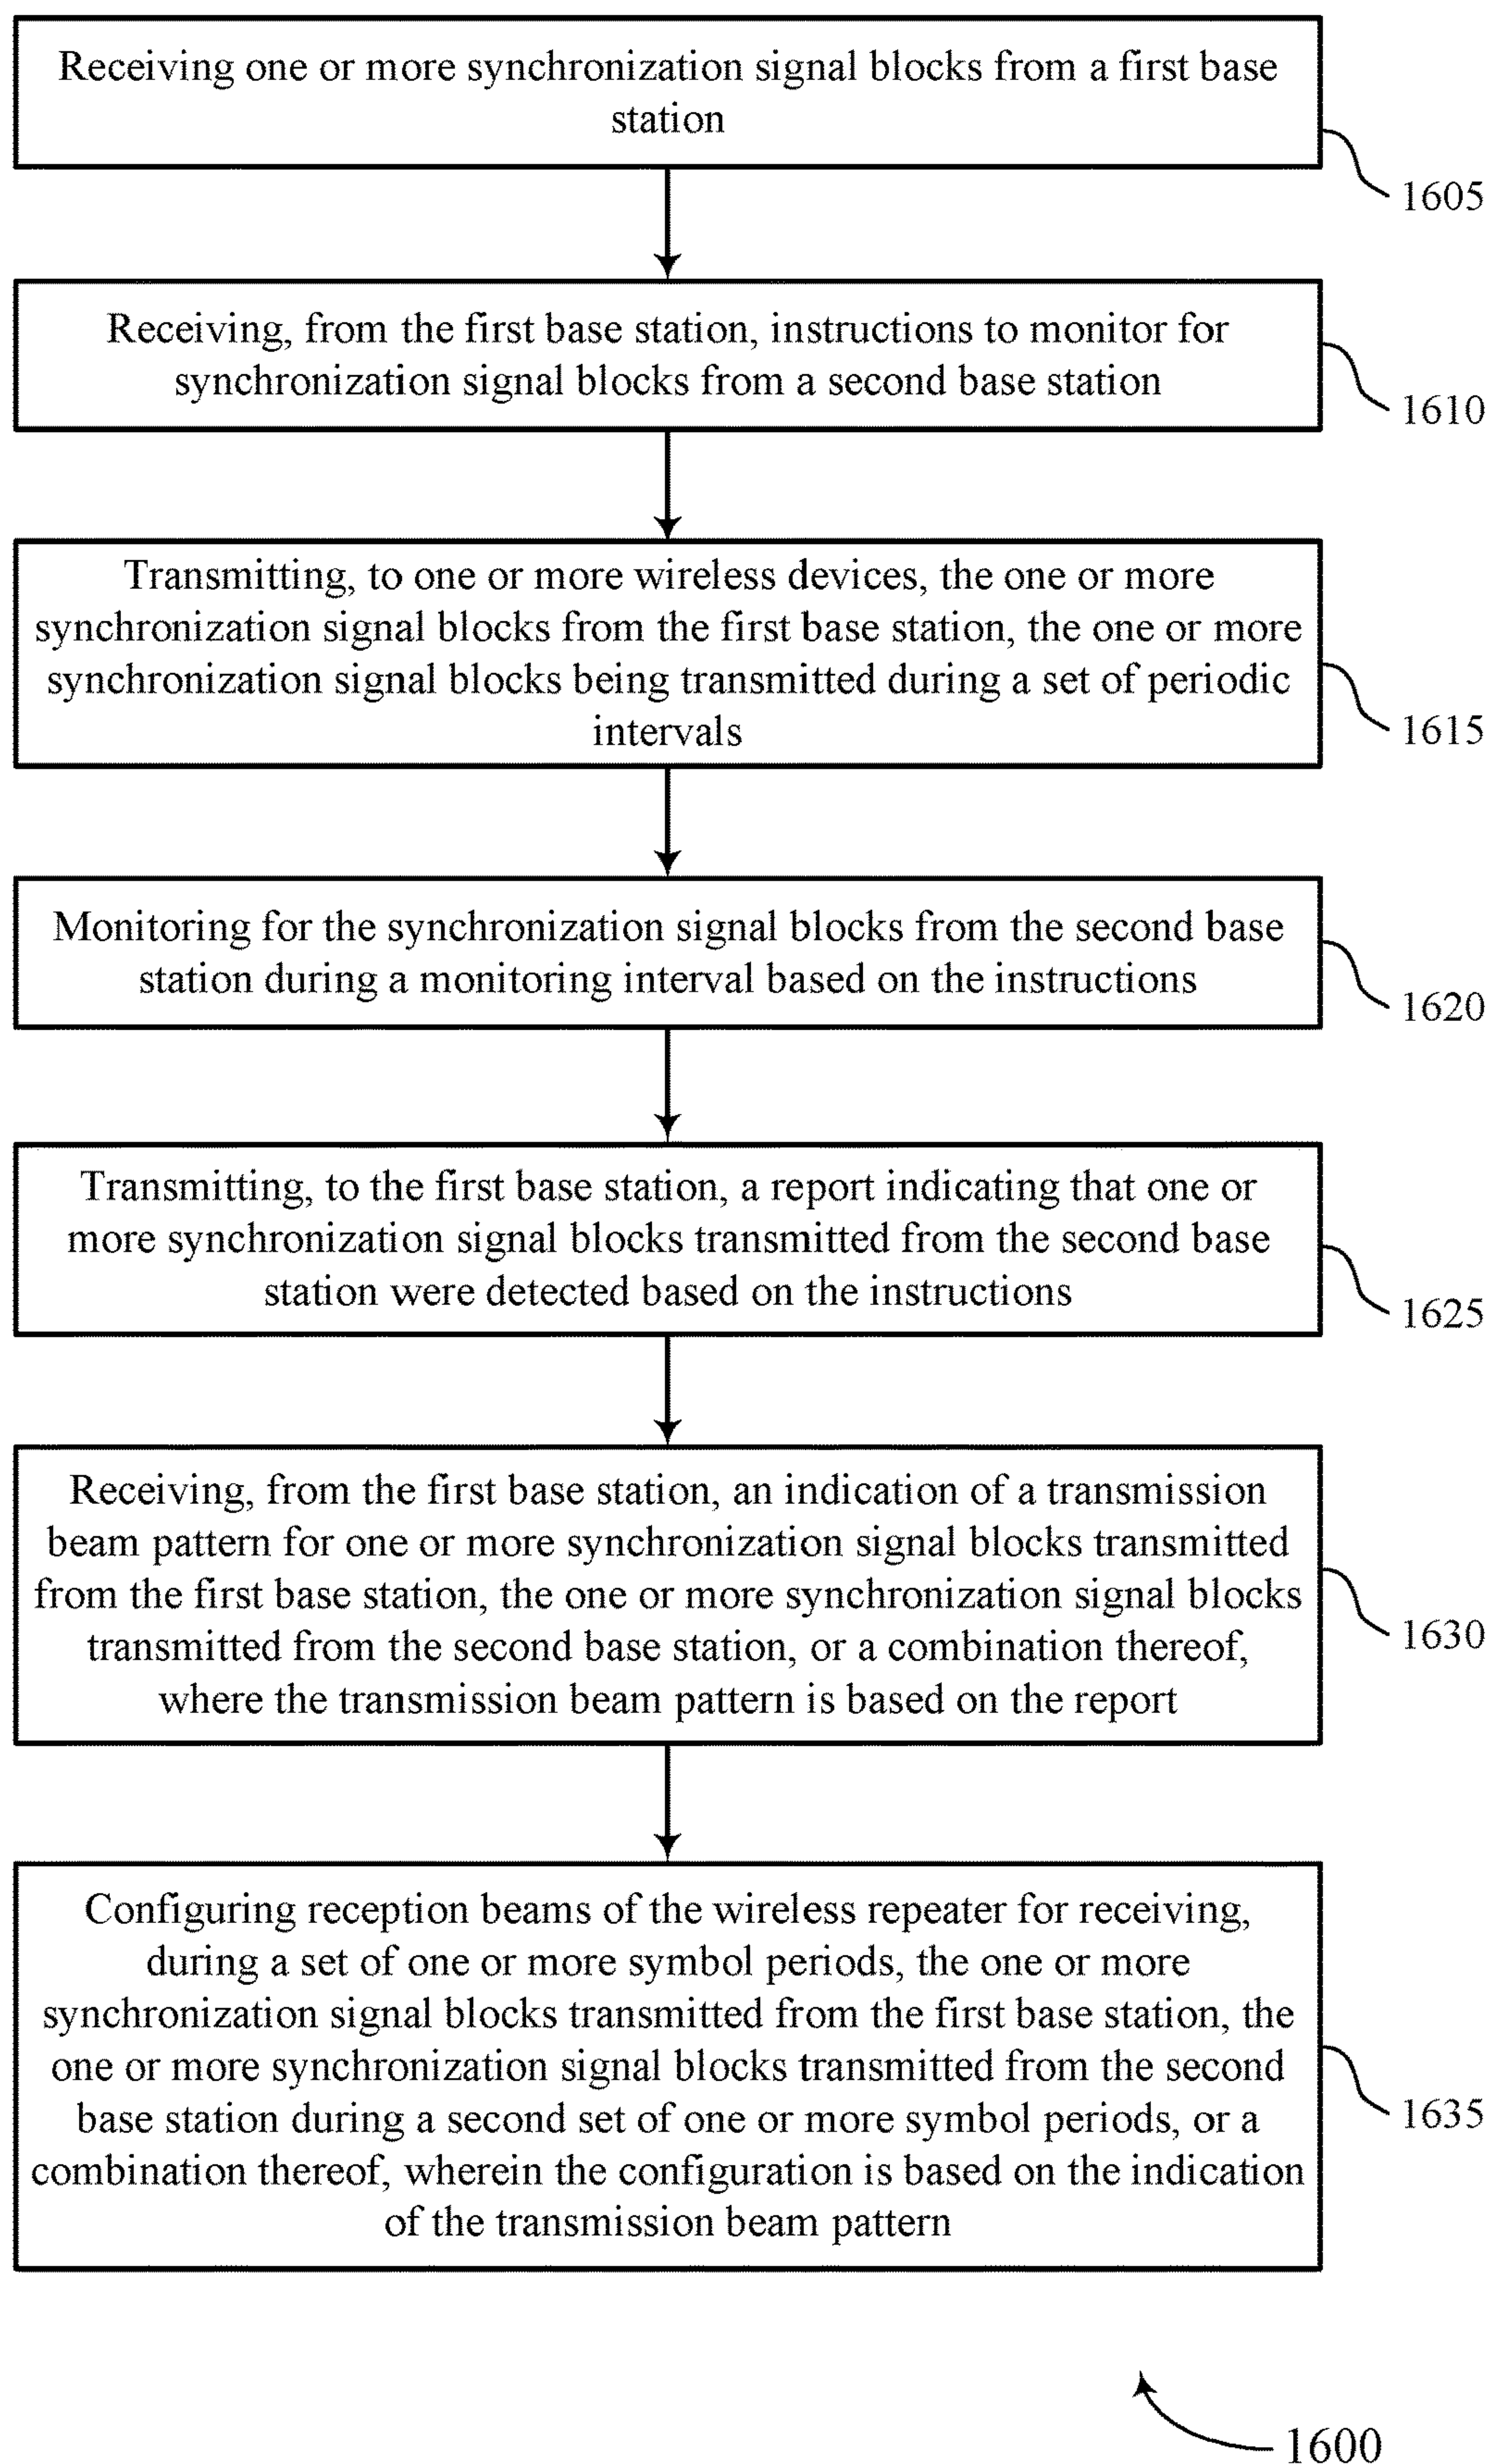 Receiving one or more synchronization signal blocks from a first base
station
1605
Receiving, from the first base station, instructions to monitor for
synchronization signal blocks from a second base station
1610
Transmitting, to one or more wireless devices, the one or more
synchronization signal blocks from the first base station, the one or more
synchronization signal blocks being transmitted during a set of periodic
intervals
1615
Monitoring for the synchronization signal blocks from the second base
station during a monitoring interval based on the instructions
1620
Transmitting, to the first base station, a report indicating that one or
more synchronization signal blocks transmitted from the second base
station were detected based on the instructions
1625
Receiving, from the first base station, an indication of a transmission
beam pattern for one or more synchronization signal blocks transmitted
from the first base station, the one or more synchronization signal blocks
transmitted from the second base station, or a combination thereof,
where the transmission beam pattern is based on the report
1630
Configuring reception beams of the wireless repeater for receiving,
during a set of one or more symbol periods, the one or more
synchronization signal blocks transmitted from the first base station, the
one or more synchronization signal blocks transmitted from the second
base station during a second set of one or more symbol periods, or a
combination thereof, wherein the configuration is based on the indication
of the transmission beam pattern
1635
1600